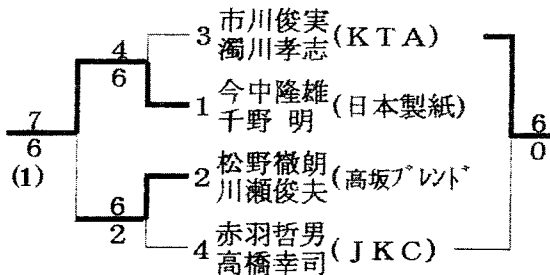 3 市川俊実
濁川孝志 (KTA)
4
6
1 今中隆雄
千野 明 (日本製紙)
7
6
(1)
6
0
2 松野徹朗
川瀬俊夫 (高坂ブレンド)
6
2
4 赤羽哲男
高橋幸司 (JKC)